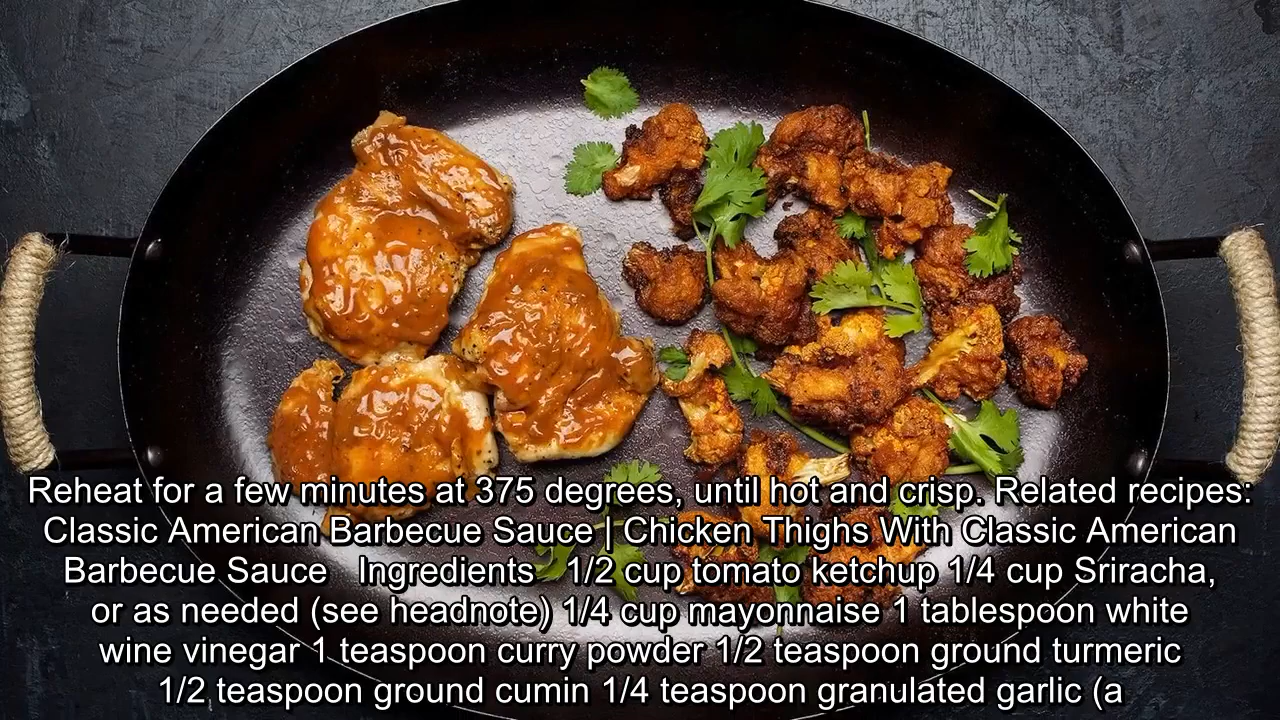 Reheat for a few minutes at 375 degrees, until hot and crisp. Related recipes:
Classic American Barbecue Sauce | Chicken Thighs With Classic American
Barbecue Sauce   Ingredients   1/2 cup tomato ketchup 1/4 cup Sriracha,
or as needed (see headnote) 1/4 cup mayonnaise 1 tablespoon white
wine vinegar 1 teaspoon curry powder 1/2 teaspoon ground turmeric
1/2 teaspoon ground cumin 1/4 teaspoon granulated garlic (a